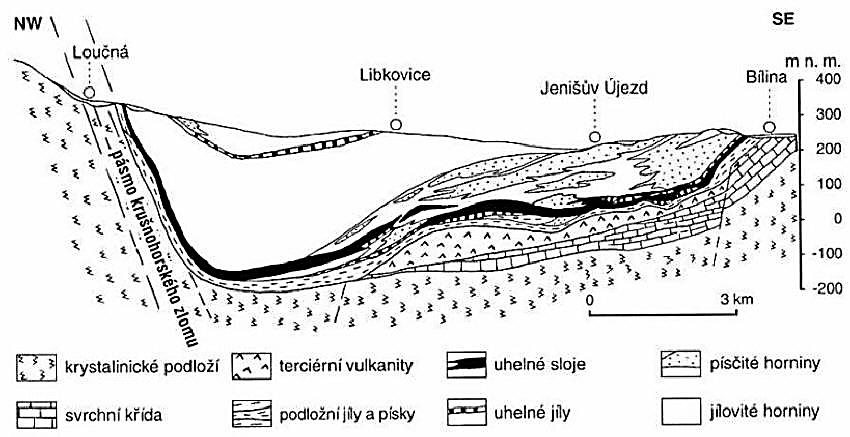 NW
SE
Loučná
m n. m.
Libkovice
Jenišův Újezd
Bílina
400
300
200
100
0
-100
-200
pásmo krušnohorského zlomu
0
3 km
krystalinické podloží
terciérní vulkanity
uhelné sloje
písčité horniny
svrchní křída
podložní jíly a písky
uhelné jíly
jílovité horniny